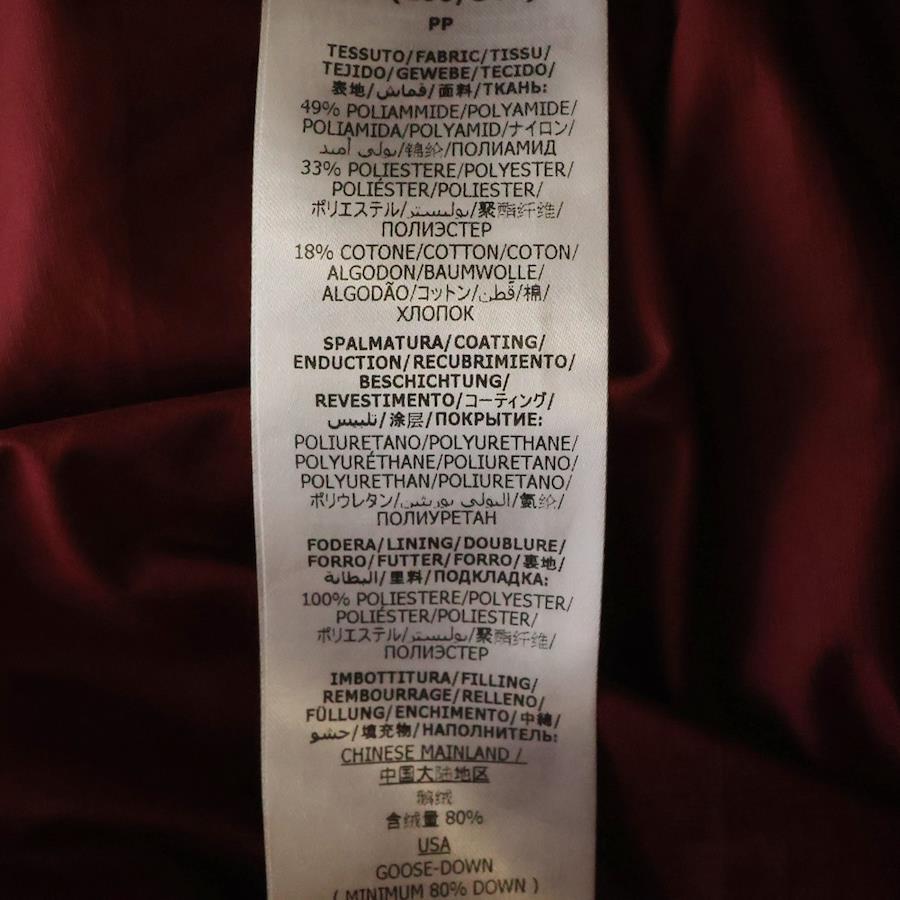 PP
TESSUTO/FABRIC/TISSU/
TEJIDO/GEWEBE/TECIDO/
表地/قماش/面料/ТКАНЬ:
49% POLIAMMIDE/POLYAMIDE/
POLIAMIDA/POLYAMID/ナイロン/
بولي أميد/锦纶/ПОЛИАМИД
33% POLIESTERE/POLYESTER/
POLIÉSTER/POLIESTER/
ポリエステル/بوليستر/聚酯纤维/
ПОЛИЭСТЕР
18% COTONE/COTTON/COTON/
ALGODON/BAUMWOLLE/
ALGODÃO/コットン/قطن/棉/
ХЛОПОК
SPALMATURA/COATING/
ENDUCTION/RECUBRIMIENTO/
BESCHICHTUNG/
REVESTIMENTO/コーティング/
تلبيس/涂层/ПОКРЫТИЕ:
POLIURETANO/POLYURETHANE/
POLYURÉTHANE/POLIURETANO/
POLYURETHAN/POLIURETANO/
ポリウレタン/البولي يوريثين/氨纶/
ПОЛИУРЕТАН
FODERA/LINING/DOUBLURE/
FORRO/FUTTER/FORRO/裏地/
البطانة/里料/ПОДКЛАДКА:
100% POLIESTERE/POLYESTER/
POLIÉSTER/POLIESTER/
ポリエステル/بوليستر/聚酯纤维/
ПОЛИЭСТЕР
IMBOTTITURA/FILLING/
REMBOURRAGE/RELLENO/
FÜLLUNG/ENCHIMENTO/中綿/
حشو/填充物/НАПОЛНИТЕЛЬ:
CHINESE MAINLAND /
中国大陆地区
鹅绒
含绒量 80%
USA
GOOSE-DOWN
( MINIMUM 80% DOWN )